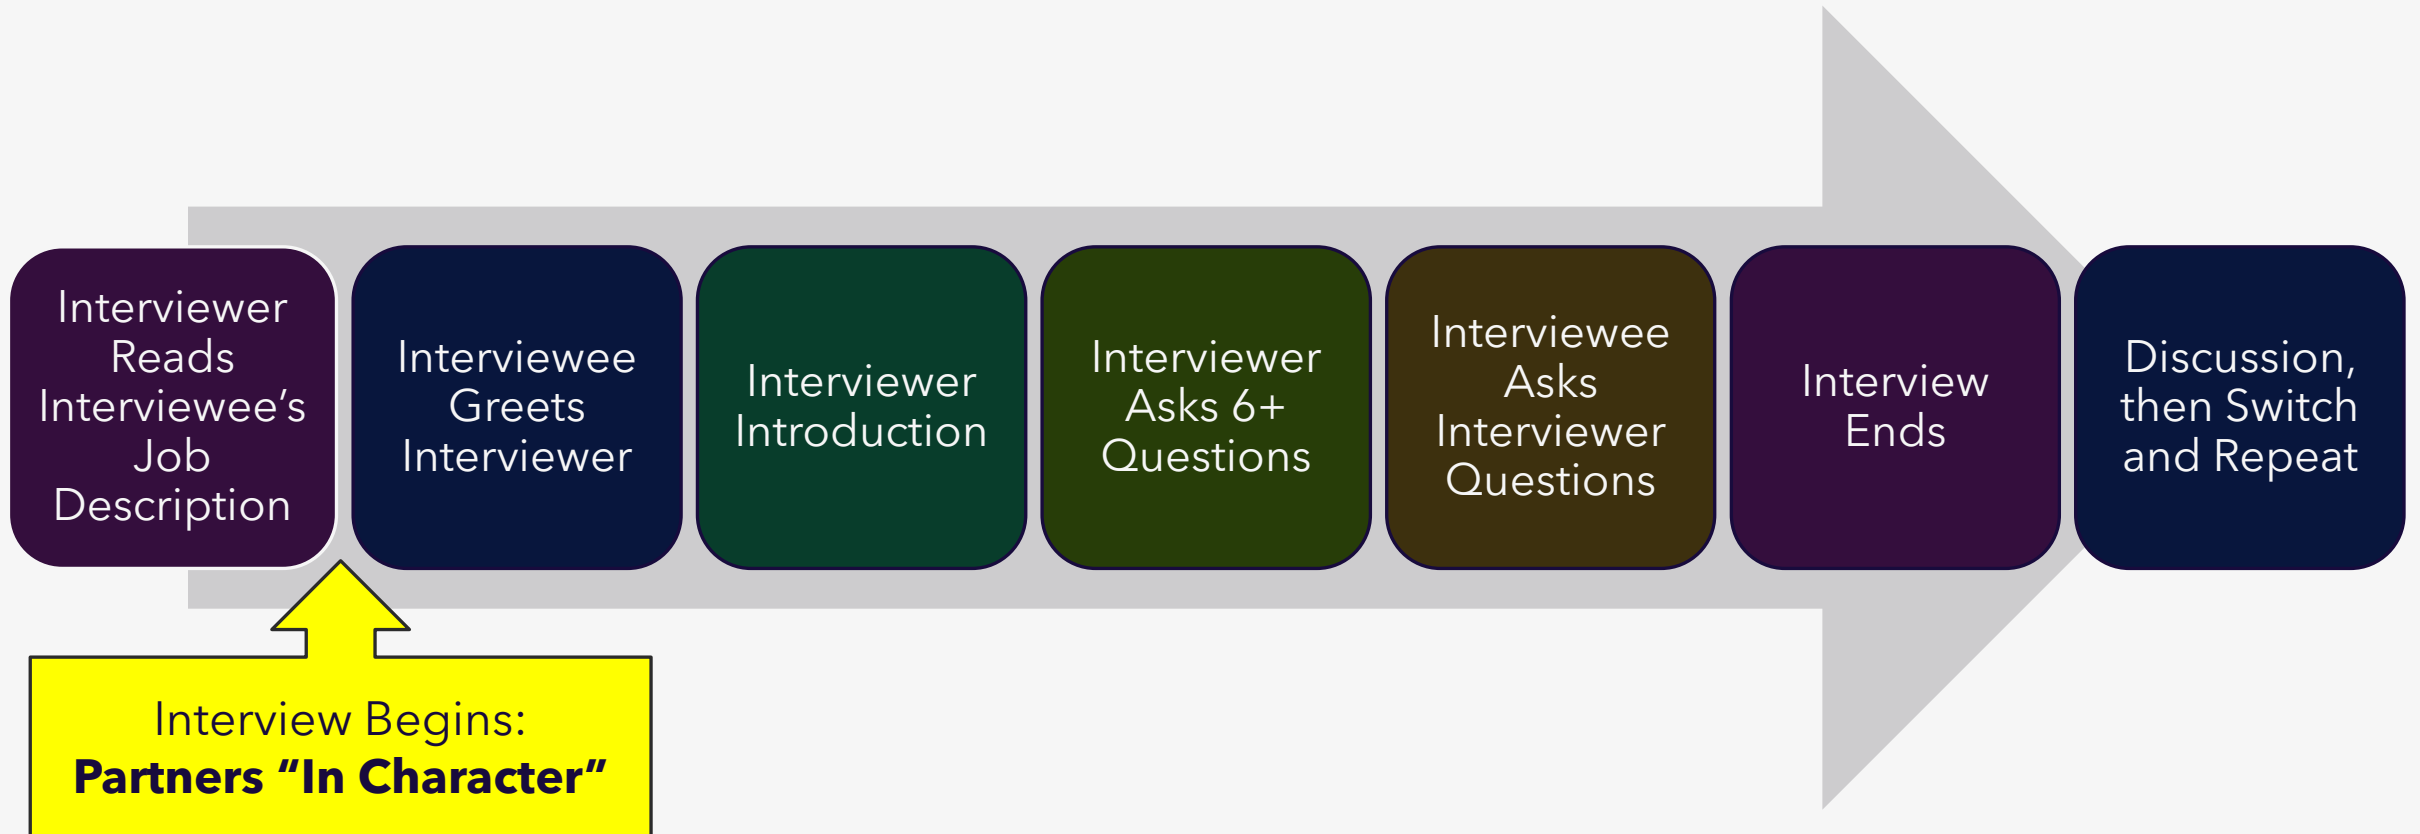 Interviewer
Reads
Interviewee’s
Job
Description
Interviewee
Greets
Interviewer
Interviewer
Introduction
Interviewer
Asks 6+
Questions
Interviewee
Asks
Interviewer
Questions
Interview
Ends
Discussion,
then Switch
and Repeat
Interview Begins:
Partners “In Character”